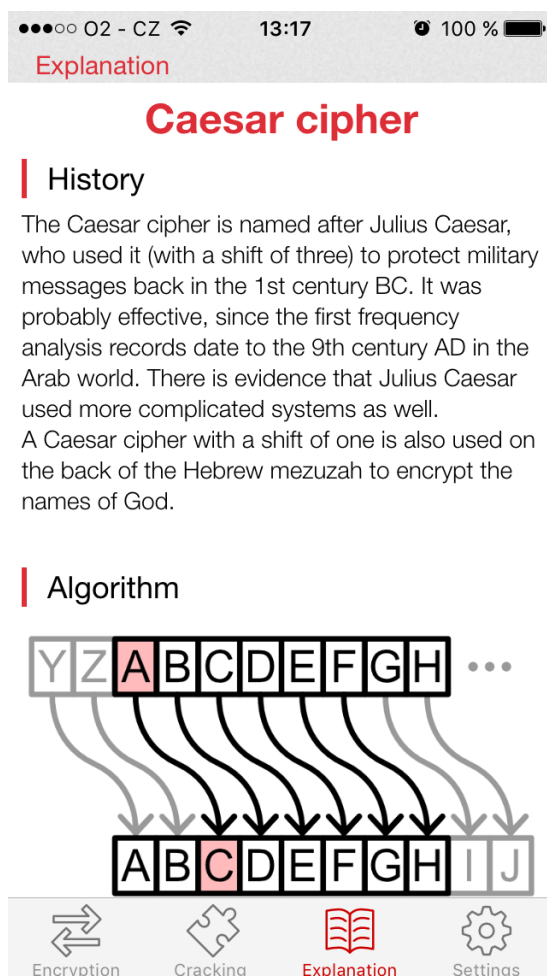 O2 - CZ 13:17 100 %
Explanation
Caesar cipher
History
The Caesar cipher is named after Julius Caesar,
who used it (with a shift of three) to protect military
messages back in the 1st century BC. It was
probably effective, since the first frequency
analysis records date to the 9th century AD in the
Arab world. There is evidence that Julius Caesar
used more complicated systems as well.
A Caesar cipher with a shift of one is also used on
the back of the Hebrew mezuzah to encrypt the
names of God.
Algorithm
Y Z A B C D E F G H ...
A B C D E F G H I J
Encryption Cracking Explanation Settings